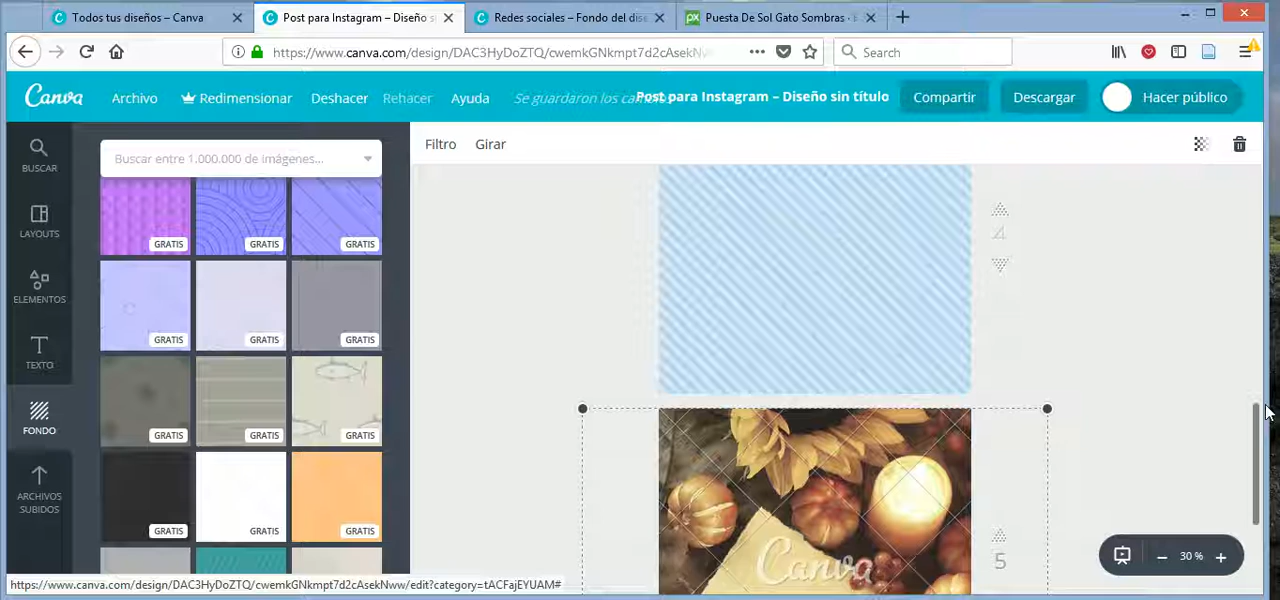 Todos tus diseños – Canva
Post para Instagram – Diseño s
Redes sociales – Fondo del dis
Puesta De Sol Gato Sombras ·
https://www.canva.com/design/DAC3HyDoZTQ/cwemkGNkmpt7d2cAsekNw
Search
Canva
Archivo
Redimensionar
Deshacer
Rehacer
Ayuda
Se guardaron los
Post para Instagram – Diseño sin título
Compartir
Descargar
Hacer público
BUSCAR
LAYOUTS
ELEMENTOS
TEXTO
FONDO
ARCHIVOS
SUBIDOS
Buscar entre 1.000.000 de imágenes...
GRATIS GRATIS GRATIS
GRATIS GRATIS GRATIS
GRATIS GRATIS GRATIS
GRATIS GRATIS GRATIS
Filtro
Girar
4
5
Canva
30 %
https://www.canva.com/design/DAC3HyDoZTQ/cwemkGNkmpt7d2cAsekNww/edit?category=tACFajEYUAM#